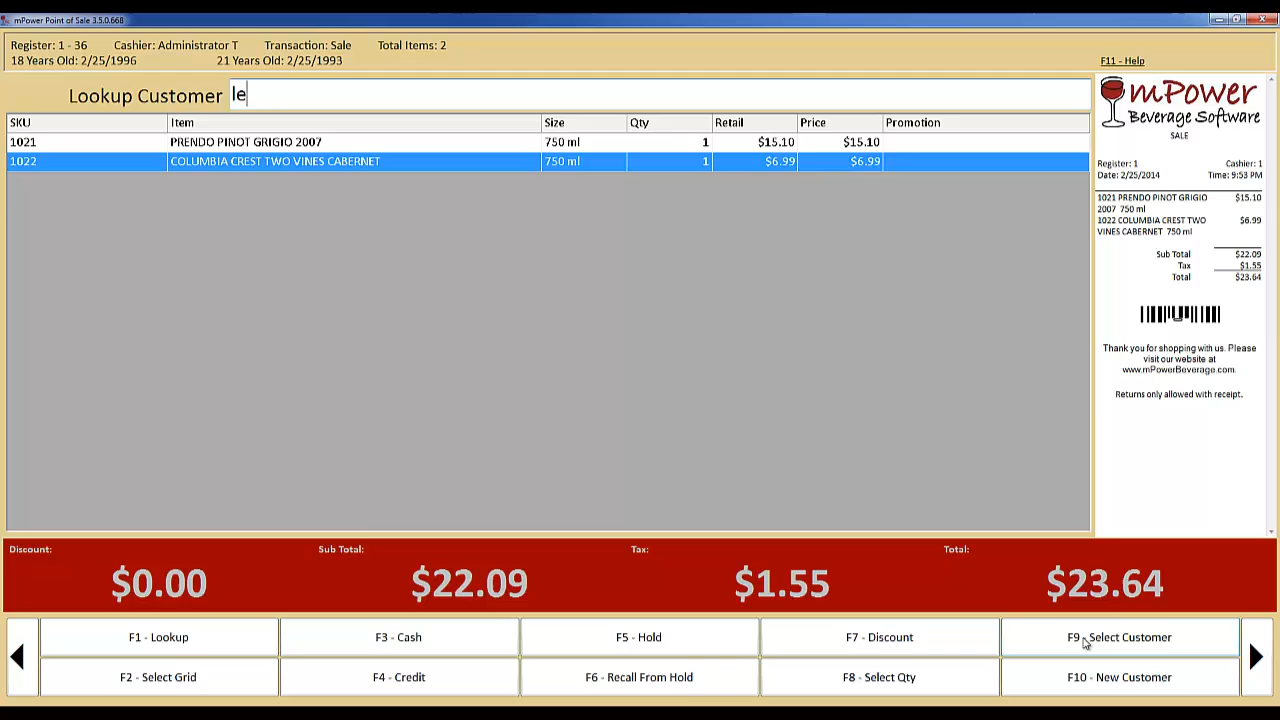 mPower Point of Sale 3.5.0.668
Register: 1 - 36 Cashier: Administrator T Transaction: Sale Total Items: 2
18 Years Old: 2/25/1996 21 Years Old: 2/25/1993
F11 - Help
Lookup Customer le
SKU Item Size Qty Retail Price Promotion
1021 PRENDO PINOT GRIGIO 2007 750 ml 1 $15.10 $15.10
1022 COLUMBIA CREST TWO VINES CABERNET 750 ml 1 $6.99 $6.99
mPower
Beverage Software
SALE
Register: 1 Cashier: 1
Date: 2/25/2014 Time: 9:53 PM
1021 PRENDO PINOT GRIGIO $15.10
2007 750 ml
1022 COLUMBIA CREST TWO $6.99
VINES CABERNET 750 ml
Sub Total $22.09
Tax $1.55
Total $23.64
Thank you for shopping with us. Please
visit our website at
www.mPowerBeverage.com.
Returns only allowed with receipt.
Discount: Sub Total: Tax: Total:
$0.00 $22.09 $1.55 $23.64
F1 - Lookup F3 - Cash F5 - Hold F7 - Discount F9 - Select Customer
F2 - Select Grid F4 - Credit F6 - Recall From Hold F8 - Select Qty F10 - New Customer